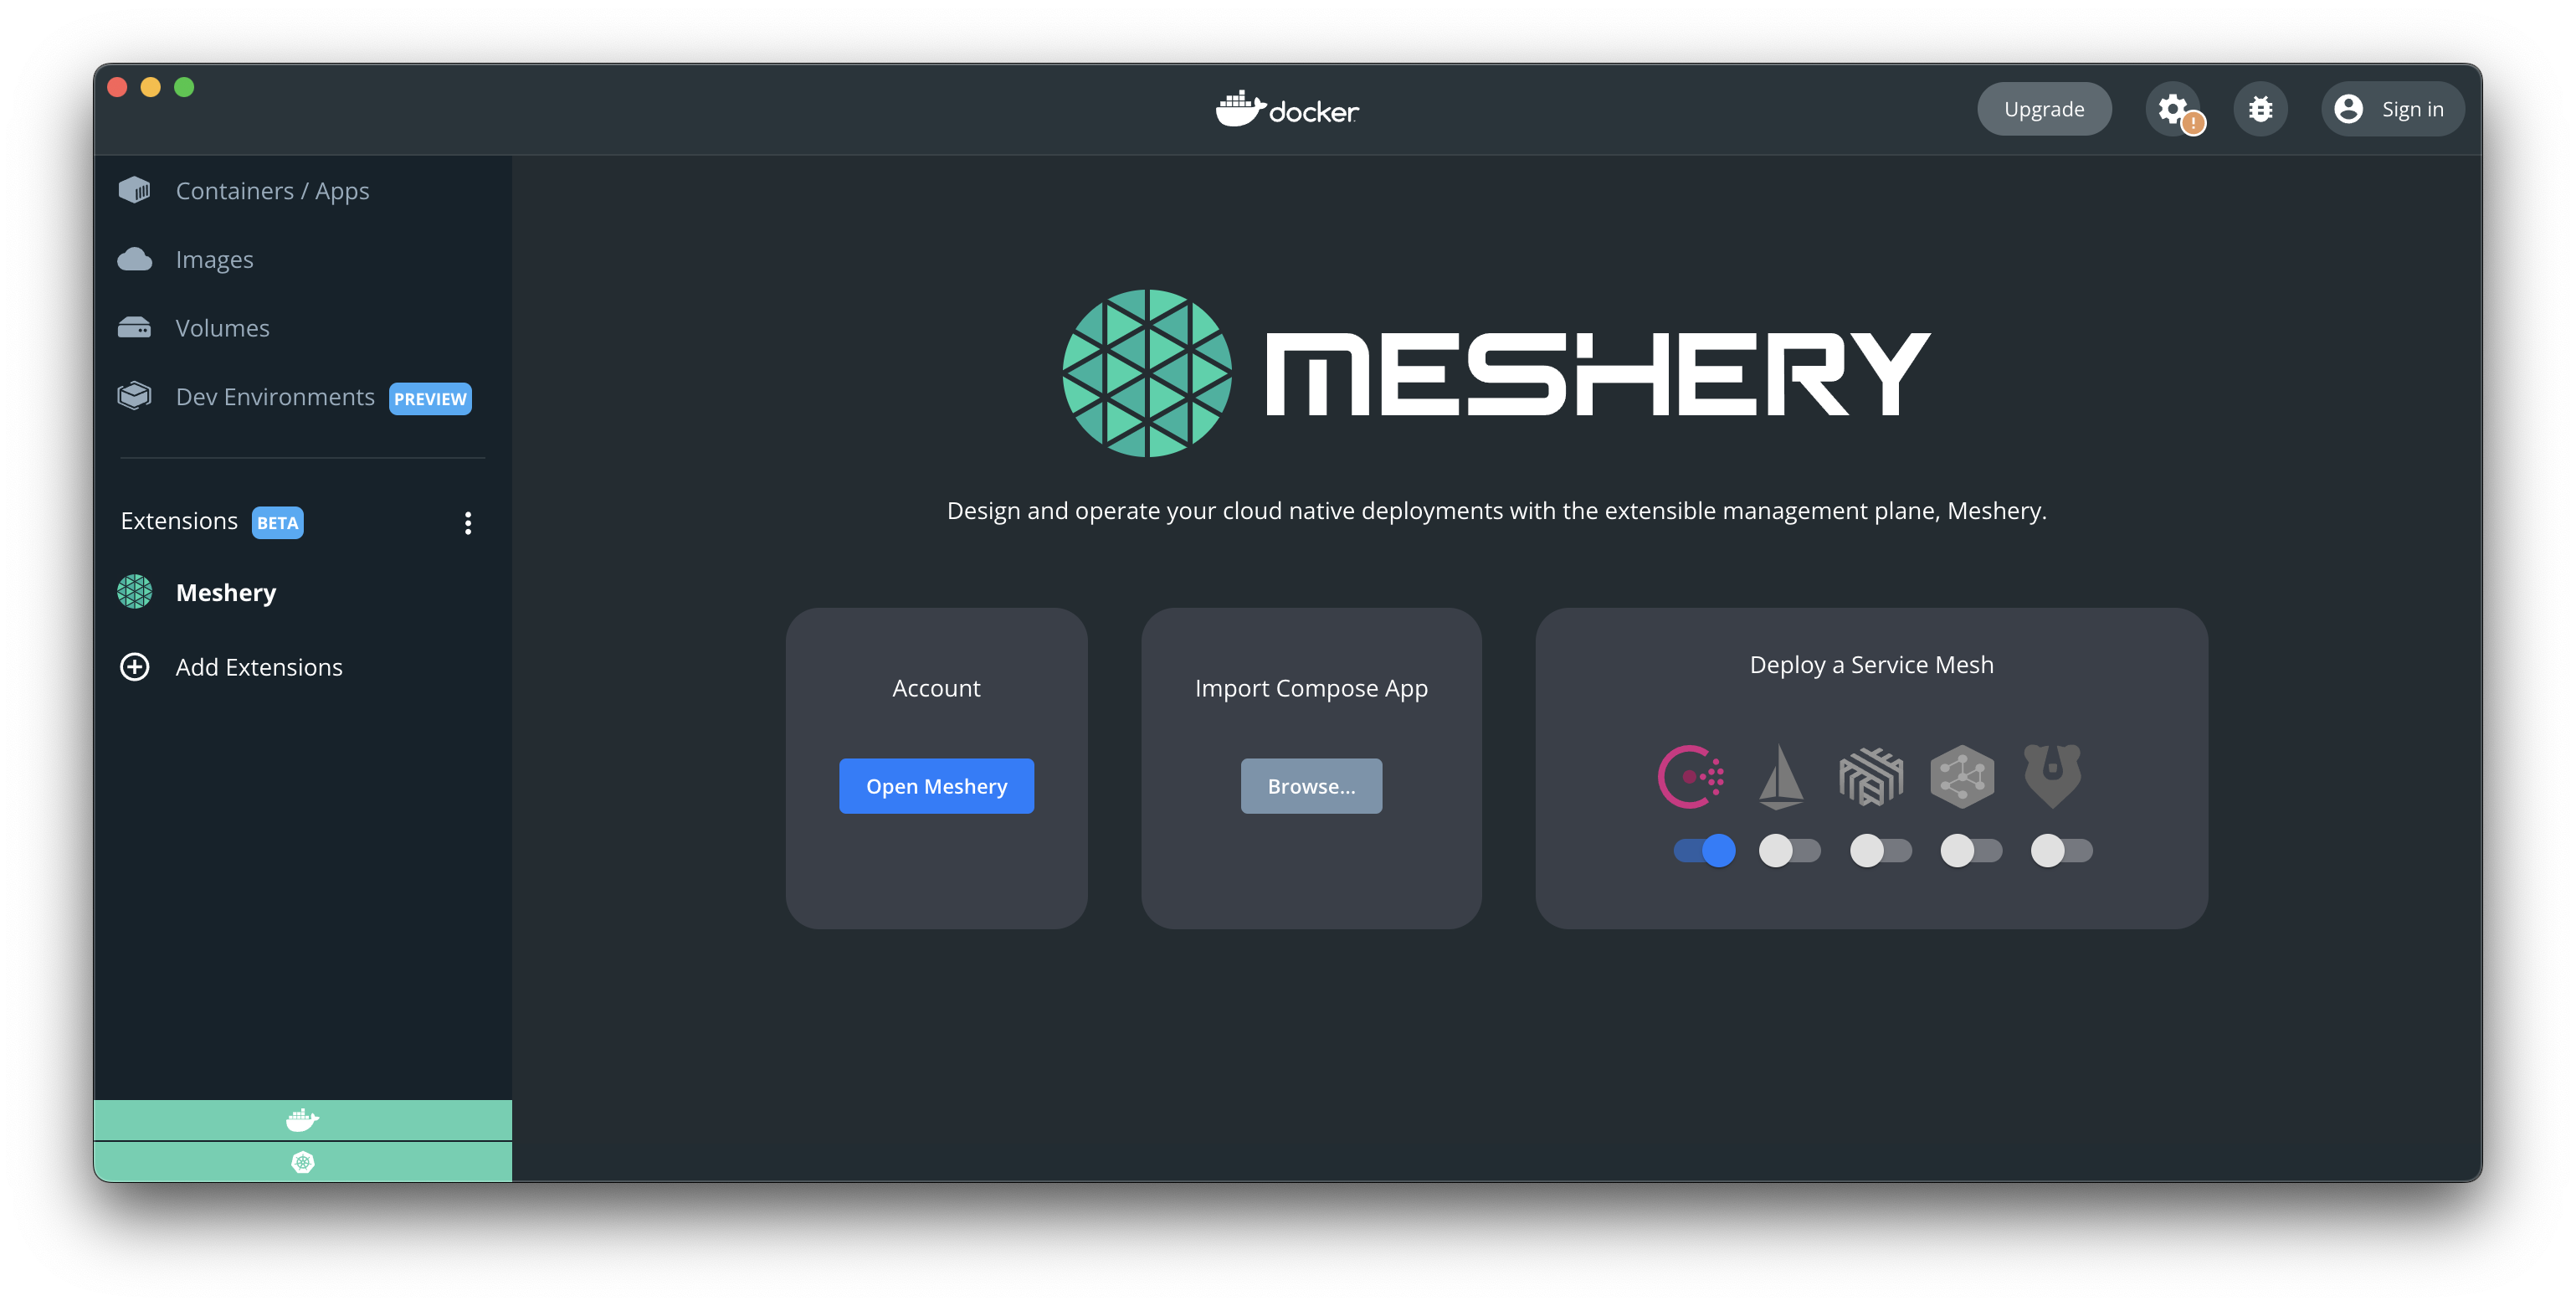 docker
Upgrade
Sign in
Containers / Apps
Images
Volumes
Dev Environments PREVIEW
Extensions BETA
Meshery
Add Extensions
MESHERY
Design and operate your cloud native deployments with the extensible management plane, Meshery.
Account
Open Meshery
Import Compose App
Browse...
Deploy a Service Mesh